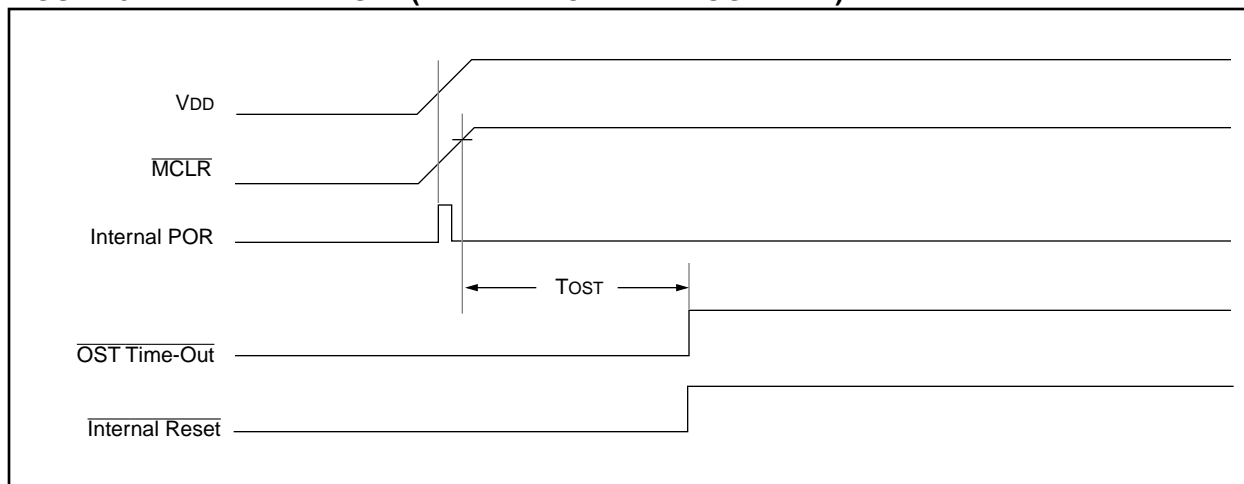 VDD
MCLR
Internal POR
TOST
OST Time-Out
Internal Reset